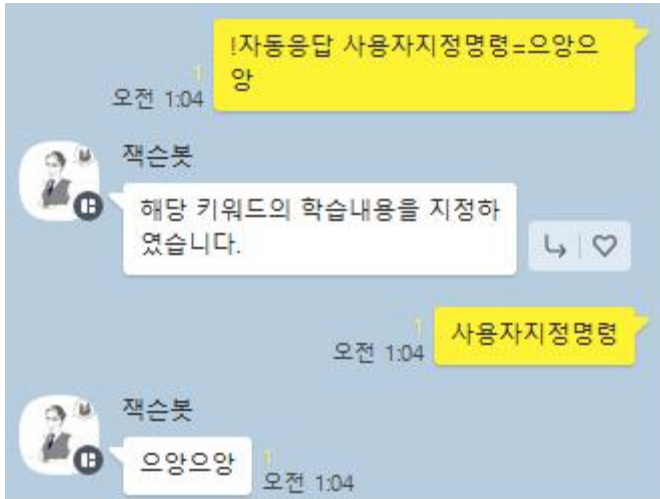 !자동응답 사용자지정명령=으앙으
앙
1
오전 1:04
잭슨봇
해당 키워드의 학습내용을 지정하
였습니다.
사용자지정명령
1
오전 1:04
잭슨봇
으앙으앙
1
오전 1:04